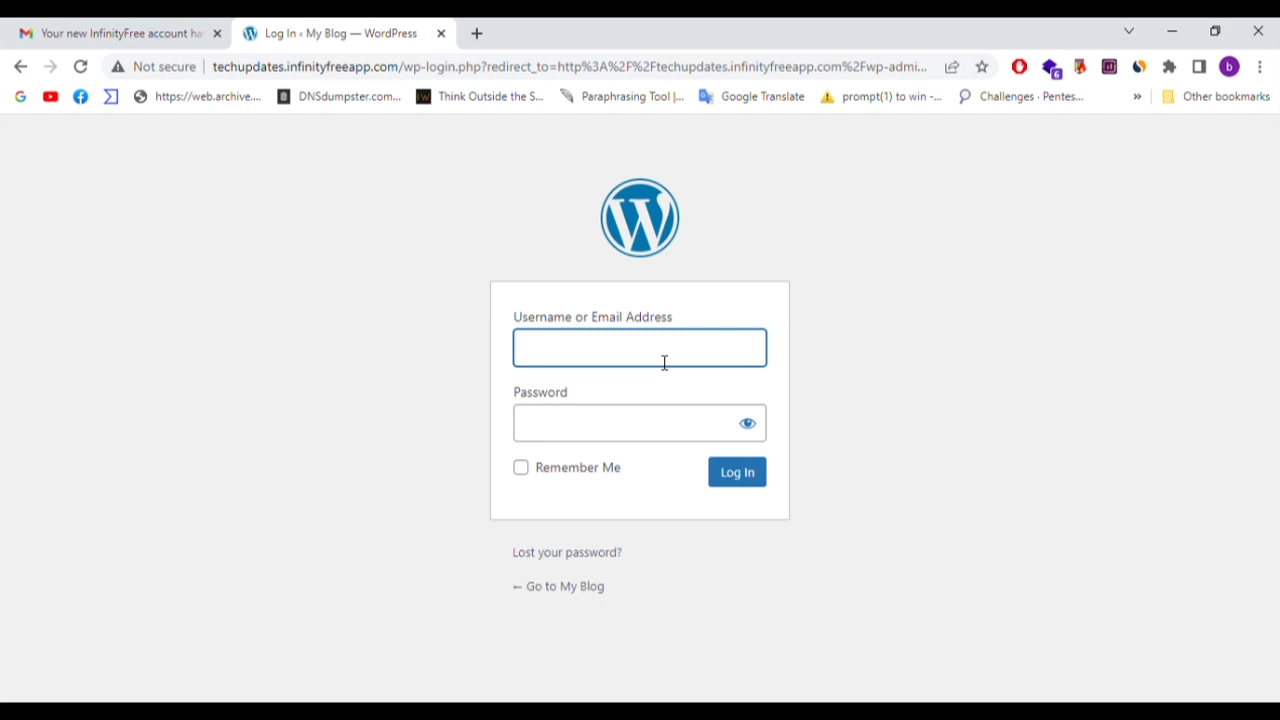 Your new InfinityFree account ha
Log In ‹ My Blog — WordPress
Not secure
techupdates.infinityfreeapp.com/wp-login.php?redirect_to=http%3A%2F%2Ftechupdates.infinityfreeapp.com%2Fwp-admi...
6
b
G
https://web.archive....
DNSdumpster.com...
Think Outside the S...
Paraphrasing Tool |...
Google Translate
prompt(1) to win -...
Challenges · Pentes...
»
Other bookmarks
W
Username or Email Address
Password
Remember Me
Log In
Lost your password?
← Go to My Blog